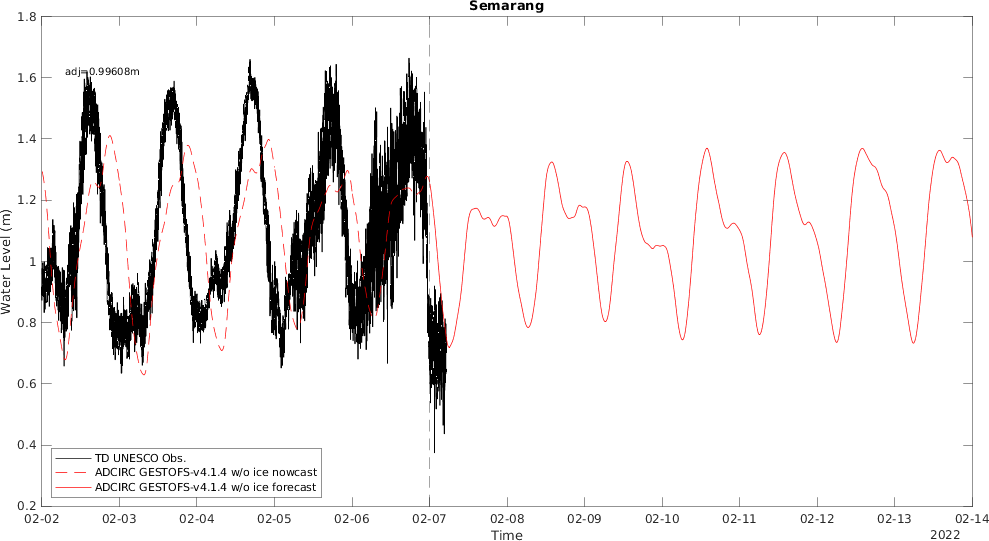 Semarang
1.8
adj=0.99608m
1.6
1.4
1.2
1
0.8
0.6
0.4
0.2
Water Level (m)
TD UNESCO Obs.
ADCIRC GESTOFS-v4.1.4 w/o ice nowcast
ADCIRC GESTOFS-v4.1.4 w/o ice forecast
02-02 02-03 02-04 02-05 02-06 02-07 02-08 02-09 02-10 02-11 02-12 02-13 02-14
Time
2022